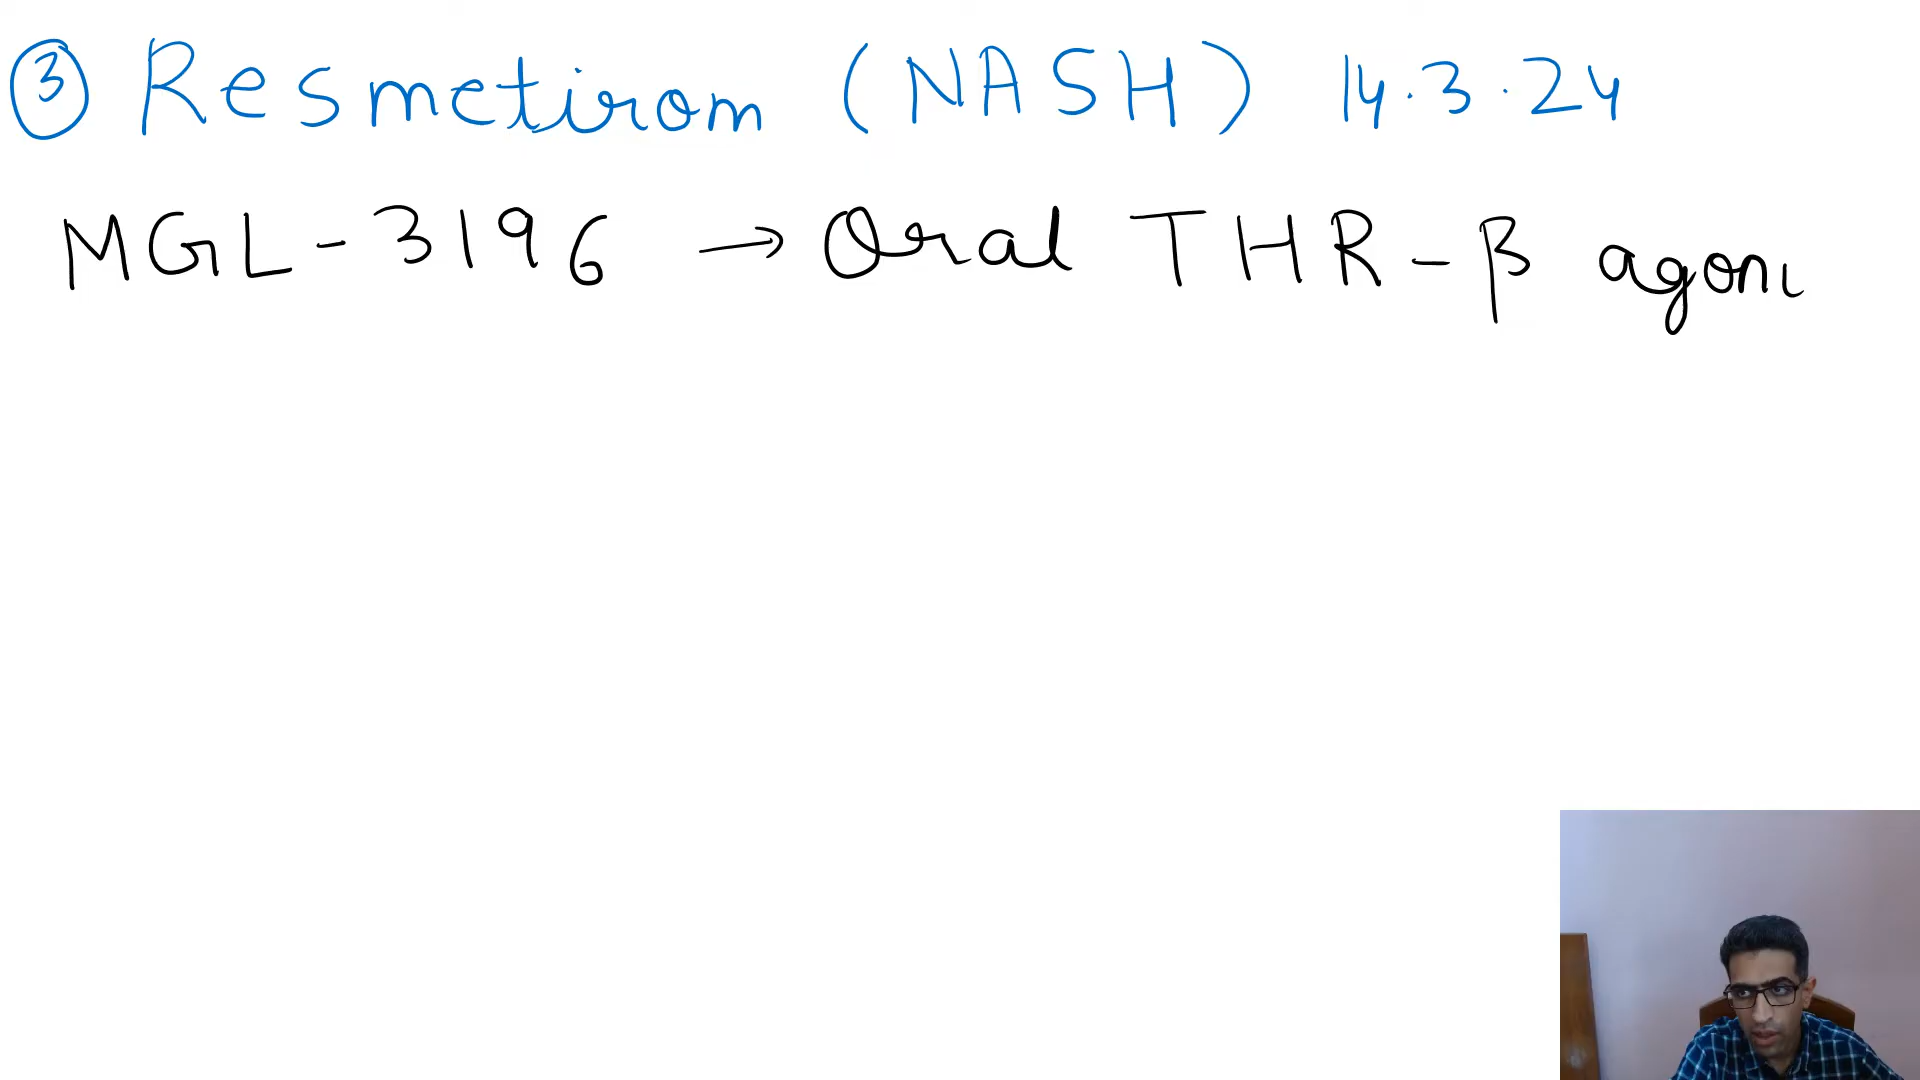 ③ Resmetirom (NASH) 14.3.24
MGL-3196 → Oral THR-β agoni